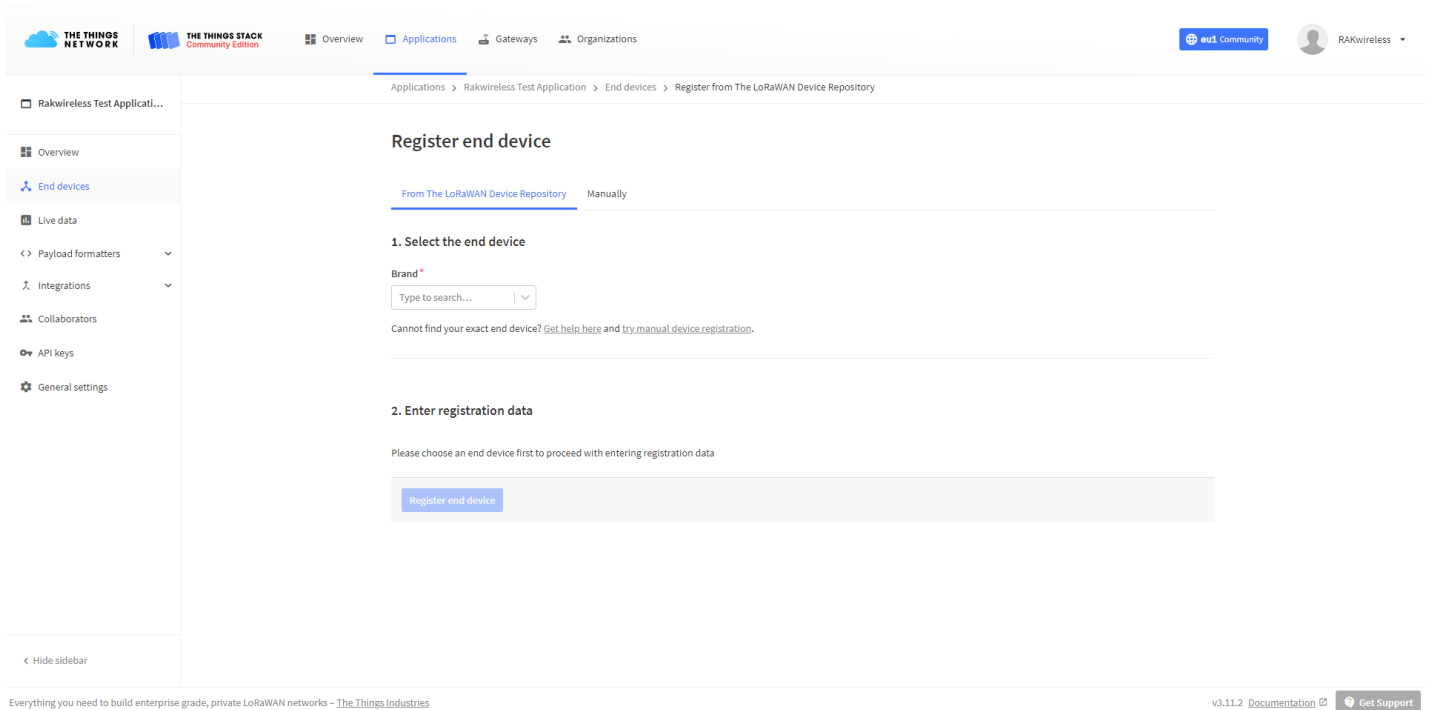 THE THINGS
NETWORK
THE THINGS STACK
Community Edition
Overview
Applications
Gateways
Organizations
eu1 Community
RAKwireless
Applications > Rakwireless Test Application > End devices > Register from The LoRaWAN Device Repository
Rakwireless Test Applicati...
Overview
End devices
Live data
Payload formatters
Integrations
Collaborators
API keys
General settings
Hide sidebar
Register end device
From The LoRaWAN Device Repository
Manually
1. Select the end device
Brand *
Type to search...
Cannot find your exact end device? Get help here and try manual device registration.
2. Enter registration data
Please choose an end device first to proceed with entering registration data
Register end device
Everything you need to build enterprise grade, private LoRaWAN networks – The Things Industries
v3.11.2
Documentation
Get Support